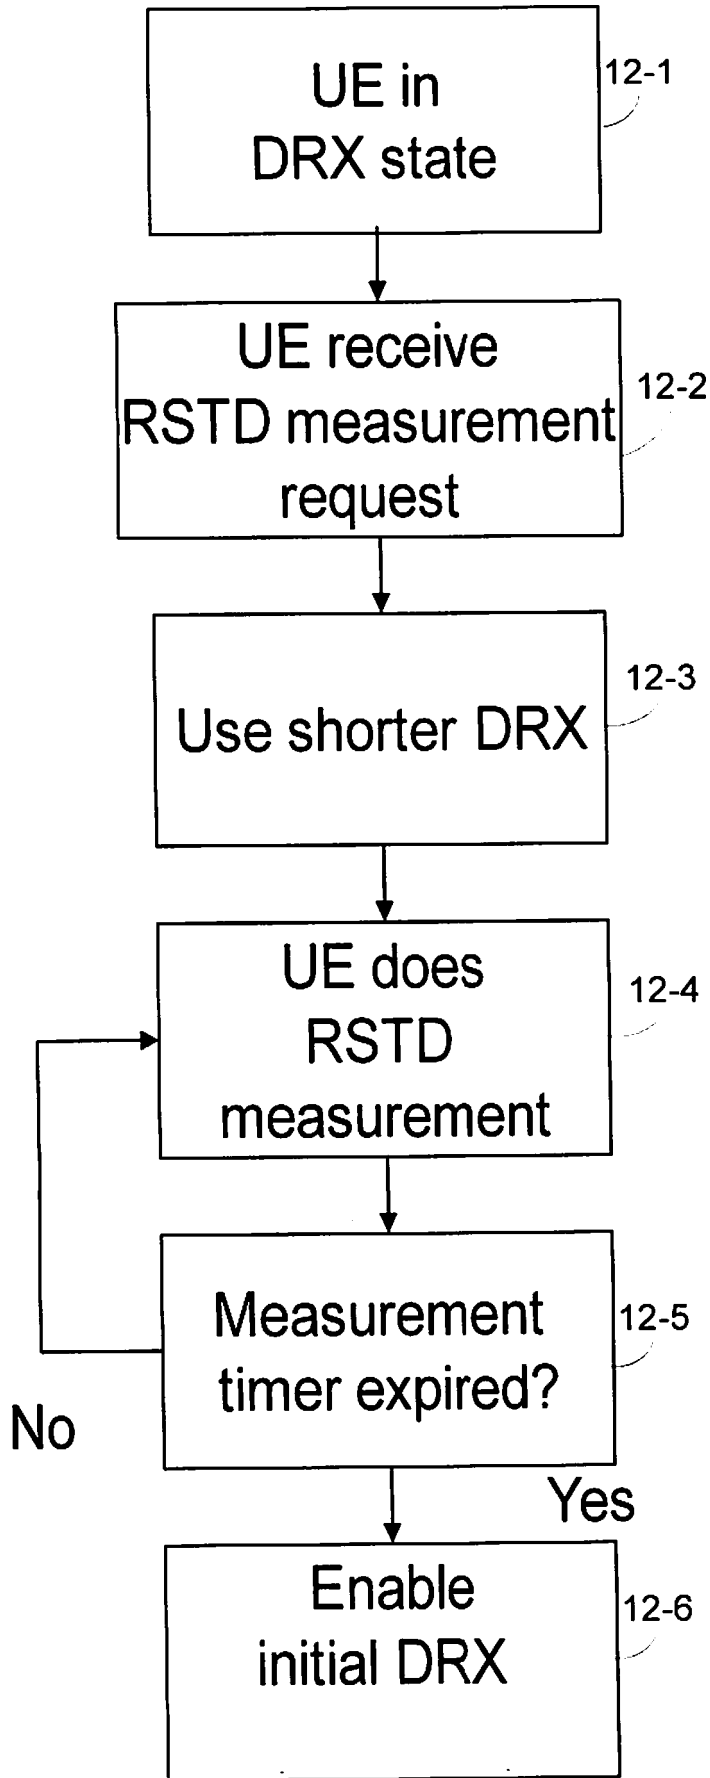 UE in
DRX state
12-1
UE receive
RSTD measurement
request
12-2
Use shorter DRX
12-3
UE does
RSTD
measurement
12-4
Measurement
timer expired?
12-5
No
Yes
Enable
initial DRX
12-6